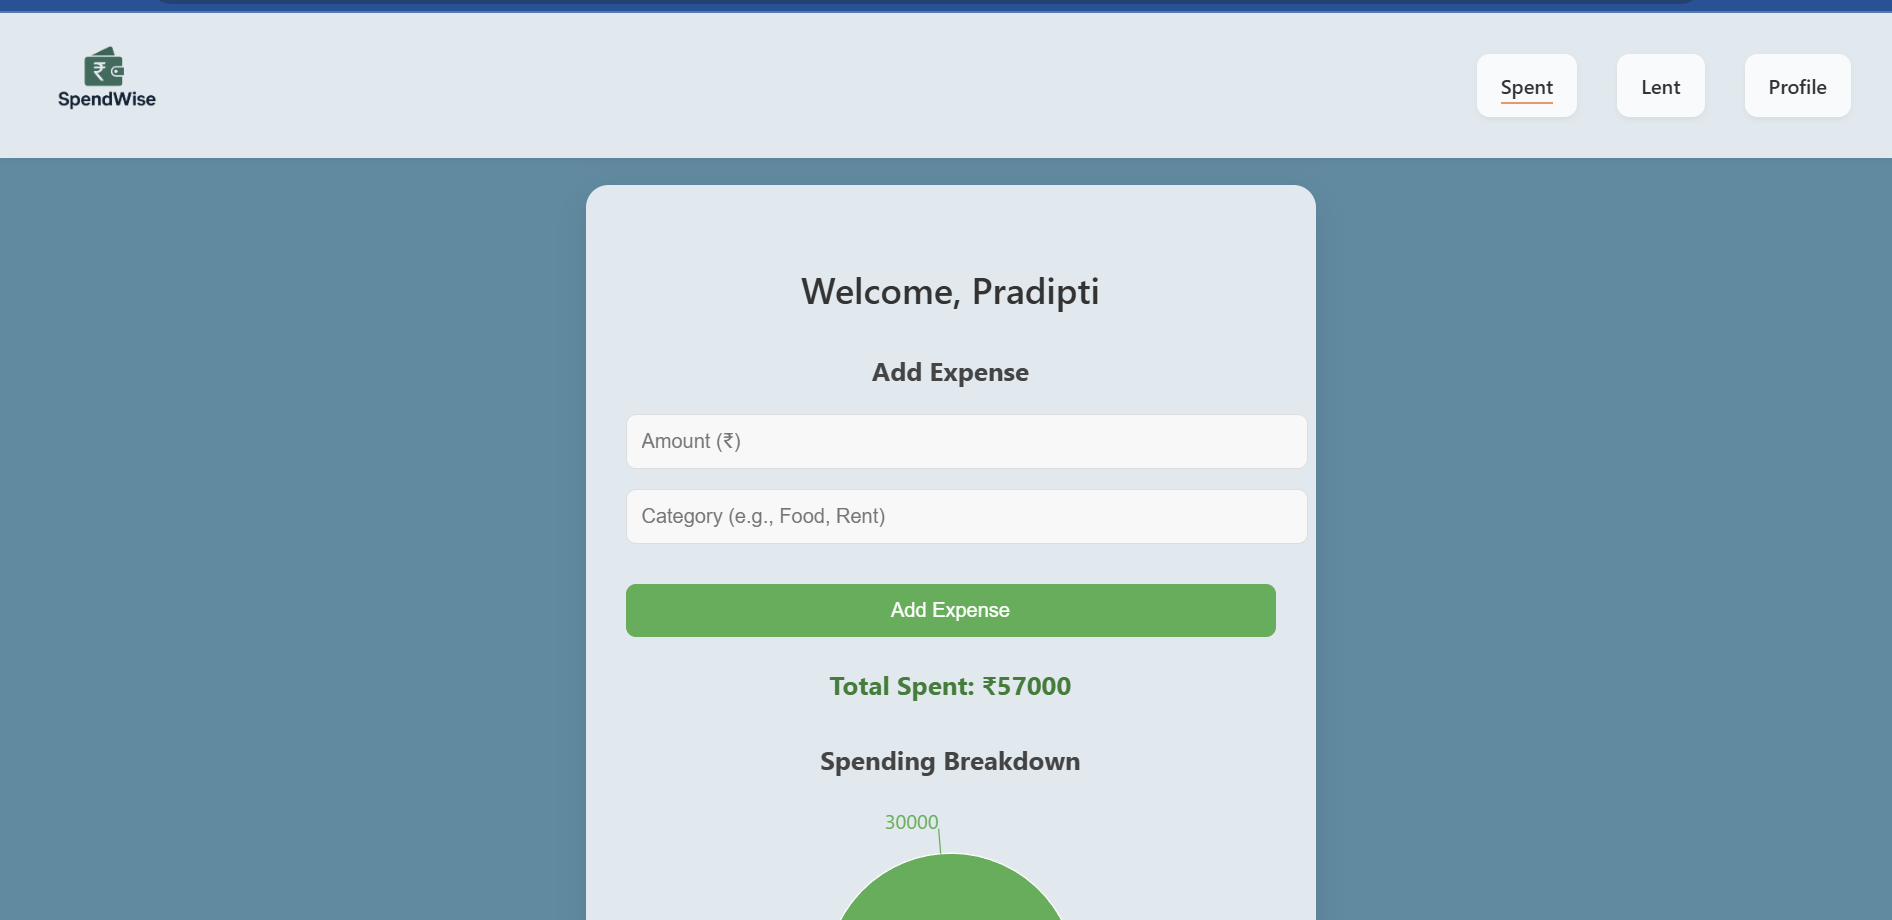 ₹
SpendWise
Spent
Lent
Profile
Welcome, Pradipti
Add Expense
Amount (₹)
Category (e.g., Food, Rent)
Add Expense
Total Spent: ₹57000
Spending Breakdown
30000